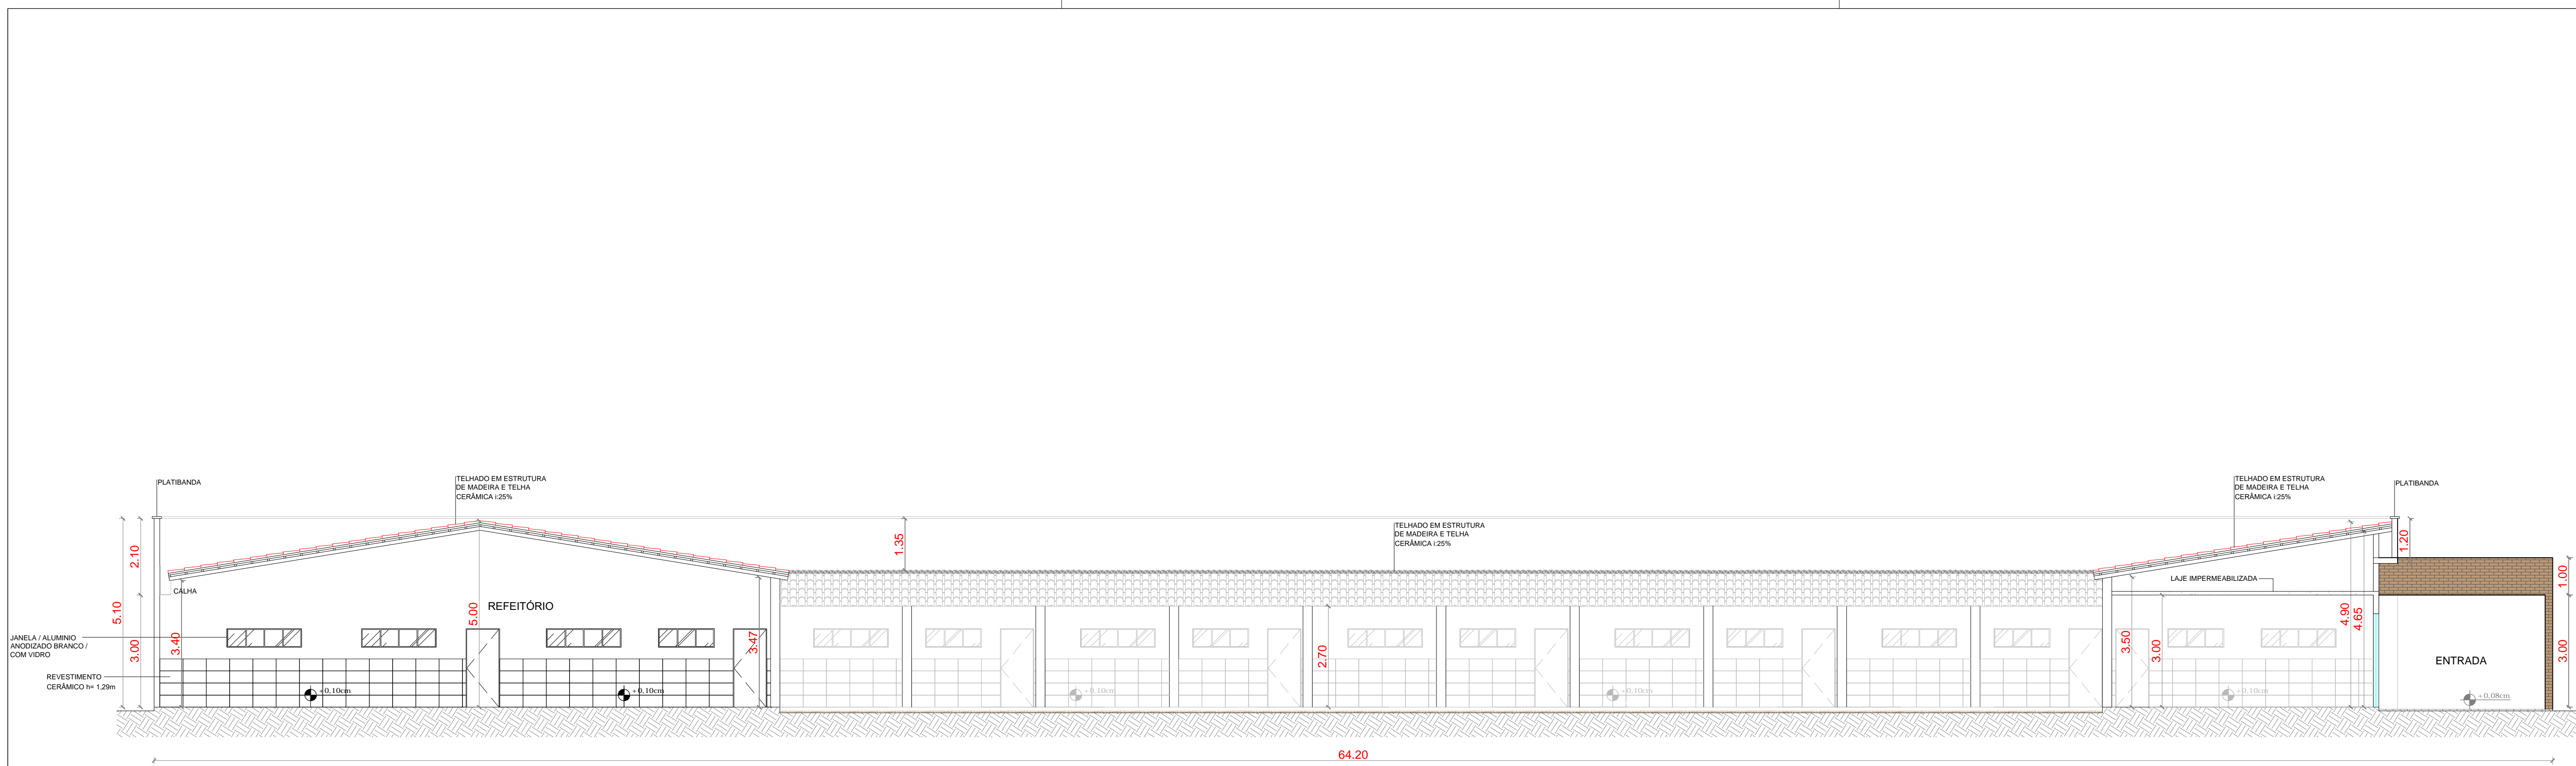 PLATIBANDA
TELHADO EM ESTRUTURA
DE MADEIRA E TELHA
CERÂMICA i:25%
TELHADO EM ESTRUTURA
DE MADEIRA E TELHA
CERÂMICA i:25%
PLATIBANDA
TELHADO EM ESTRUTURA
DE MADEIRA E TELHA
CERÂMICA i:25%
2.10
1.35
1.20
LAJE IMPERMEABILIZADA
1.00
CALHA
5.10
5.00
REFEITÓRIO
4.90
4.65
JANELA / ALUMINIO
ANODIZADO BRANCO /
COM VIDRO
3.00
3.40
3.47
2.70
3.50
3.00
3.00
ENTRADA
REVESTIMENTO
CERÂMICO h= 1,29m
+0,10cm
+0,10cm
+0,10cm
+0,10cm
+0,10cm
+0,08cm
64.20